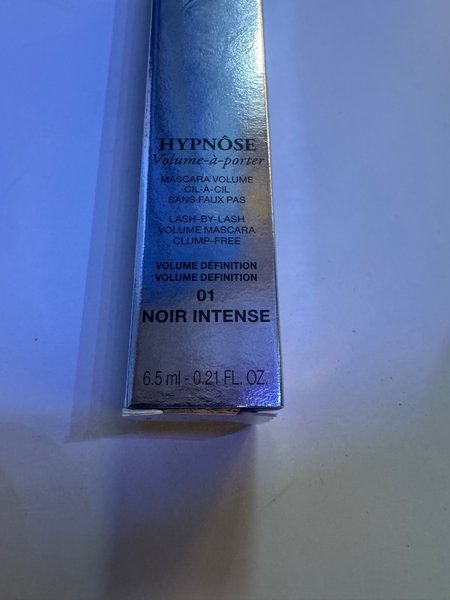 HYPNÔSE
Volume-à-porter
MASCARA VOLUME
CIL-À-CIL
SANS FAUX PAS
LASH-BY-LASH
VOLUME MASCARA
CLUMP-FREE
VOLUME DÉFINITION
VOLUME DEFINITION
01
NOIR INTENSE
6.5 ml - 0.21 FL. OZ.